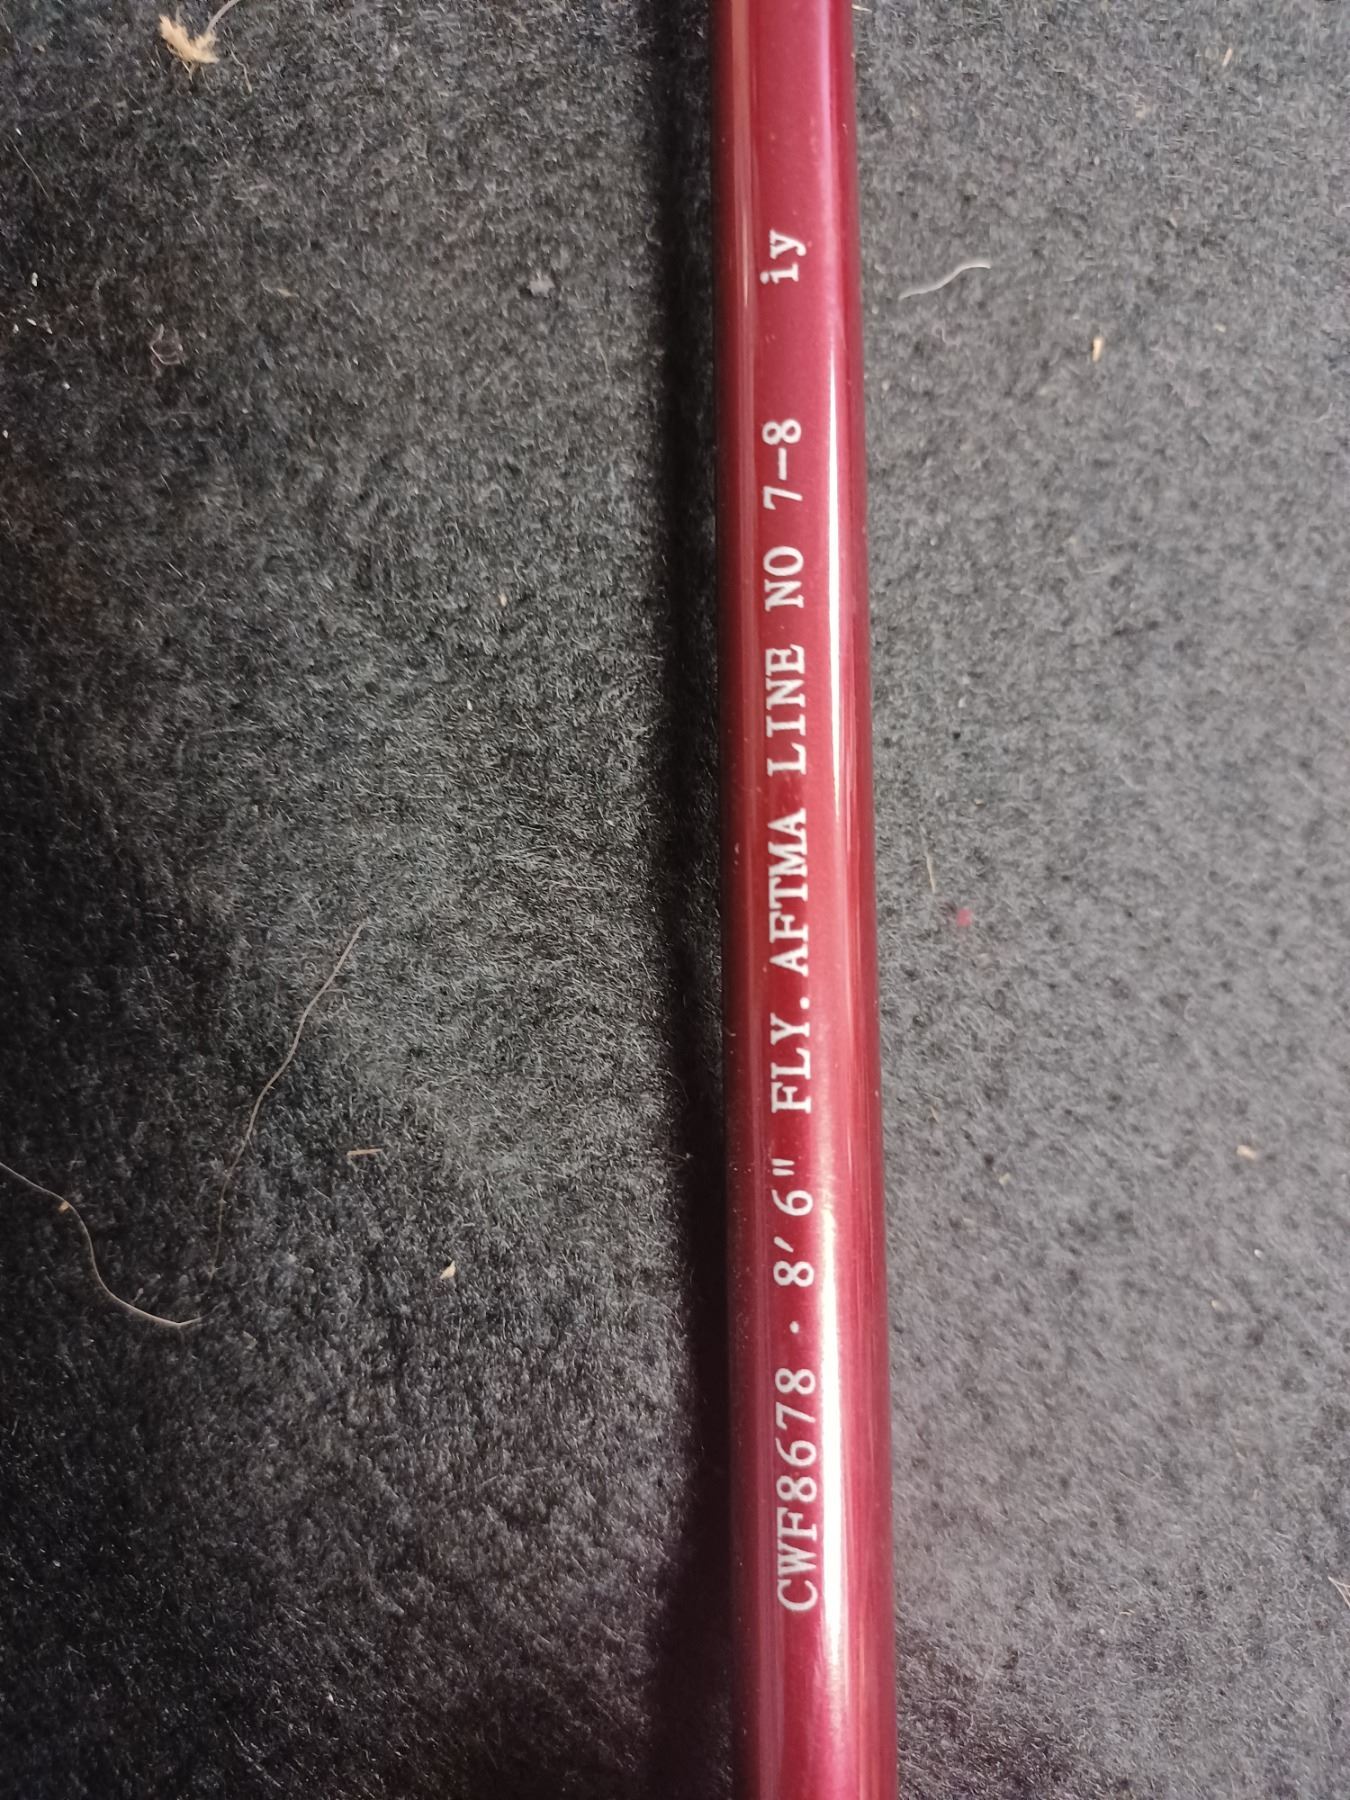 CWF8678 · 8′ 6" FLY. AFTMA LINE NO 7–8 iy